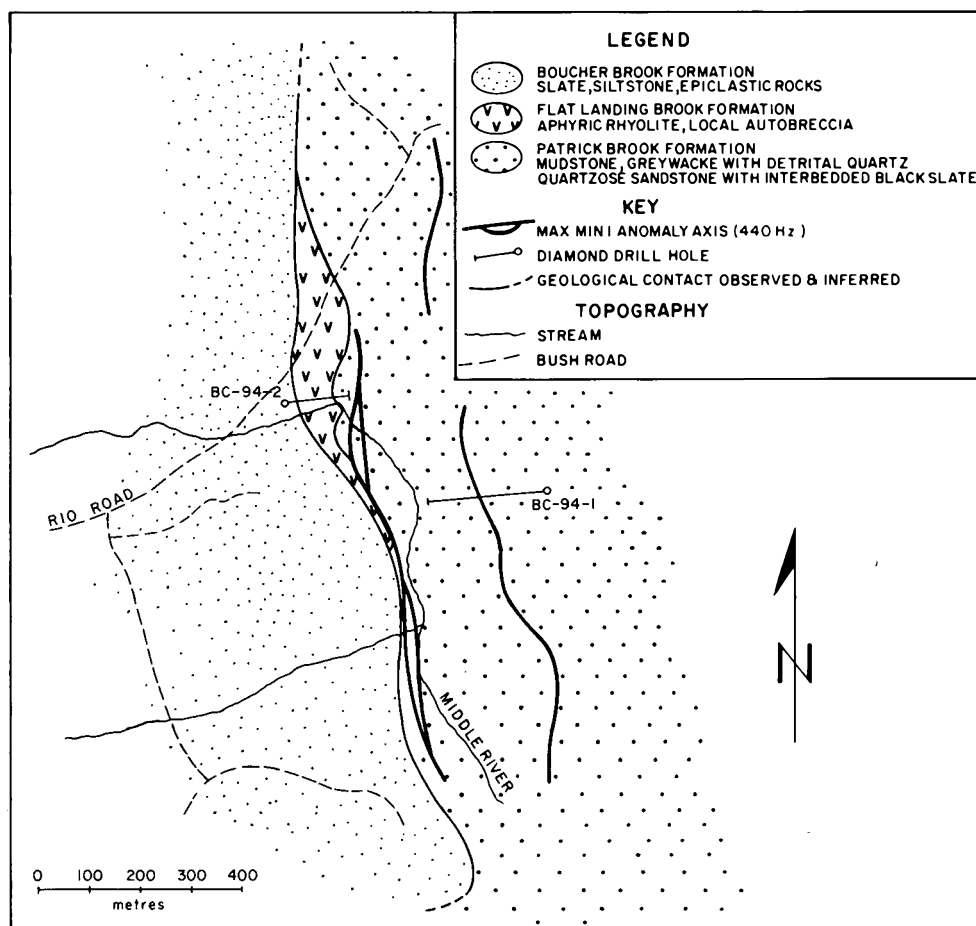 LEGEND
BOUCHER BROOK FORMATION
SLATE, SILTSTONE, EPICLASTIC ROCKS
FLAT LANDING BROOK FORMATION
APHYRIC RHYOLITE, LOCAL AUTOBRECCIA
PATRICK BROOK FORMATION
MUDSTONE, GREYWACKE WITH DETRITAL QUARTZ
QUARTZOSE SANDSTONE WITH INTERBEDDED BLACK SLATE
KEY
MAX MIN I ANOMALY AXIS (440 Hz)
DIAMOND DRILL HOLE
GEOLOGICAL CONTACT OBSERVED & INFERRED
TOPOGRAPHY
STREAM
BUSH ROAD
BC-94-2
RIO ROAD
BC-94-1
N
MIDDLE RIVER
0 100 200 300 400
metres